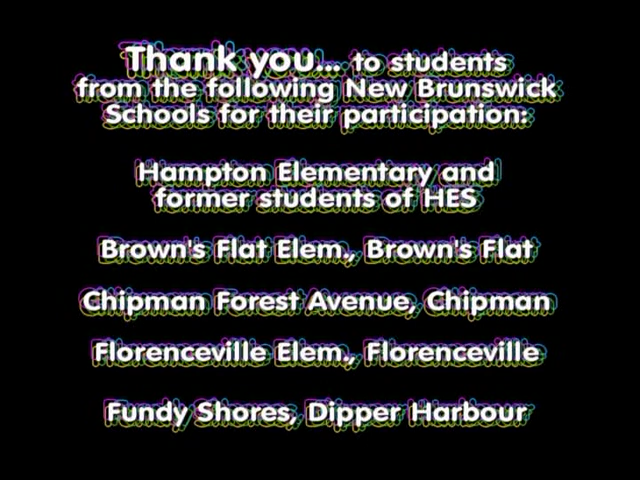 Thank you... to students
from the following New Brunswick
Schools for their participation:
Hampton Elementary and
former students of HES
Brown's Flat Elem., Brown's Flat
Chipman Forest Avenue, Chipman
Florenceville Elem., Florenceville
Fundy Shores, Dipper Harbour